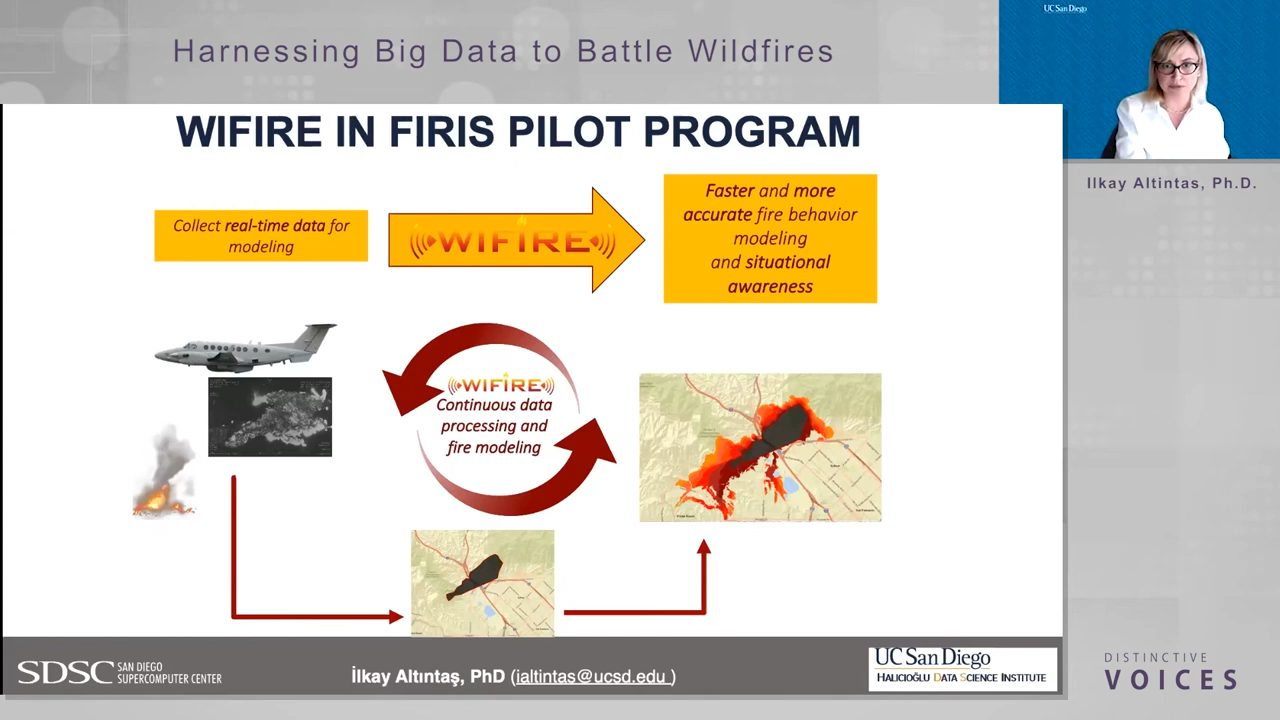 Harnessing Big Data to Battle Wildfires
UC San Diego
Ilkay Altintas, Ph.D.
WIFIRE IN FIRIS PILOT PROGRAM
Collect real-time data for
modeling
WIFIRE
Faster and more
accurate fire behavior
modeling
and situational
awareness
WIFIRE
Continuous data
processing and
fire modeling
SDSC SAN DIEGO
SUPERCOMPUTER CENTER
İlkay Altıntaş, PhD (ialtintas@ucsd.edu )
UC San Diego
HALICIOĞLU DATA SCIENCE INSTITUTE
DISTINCTIVE
VOICES